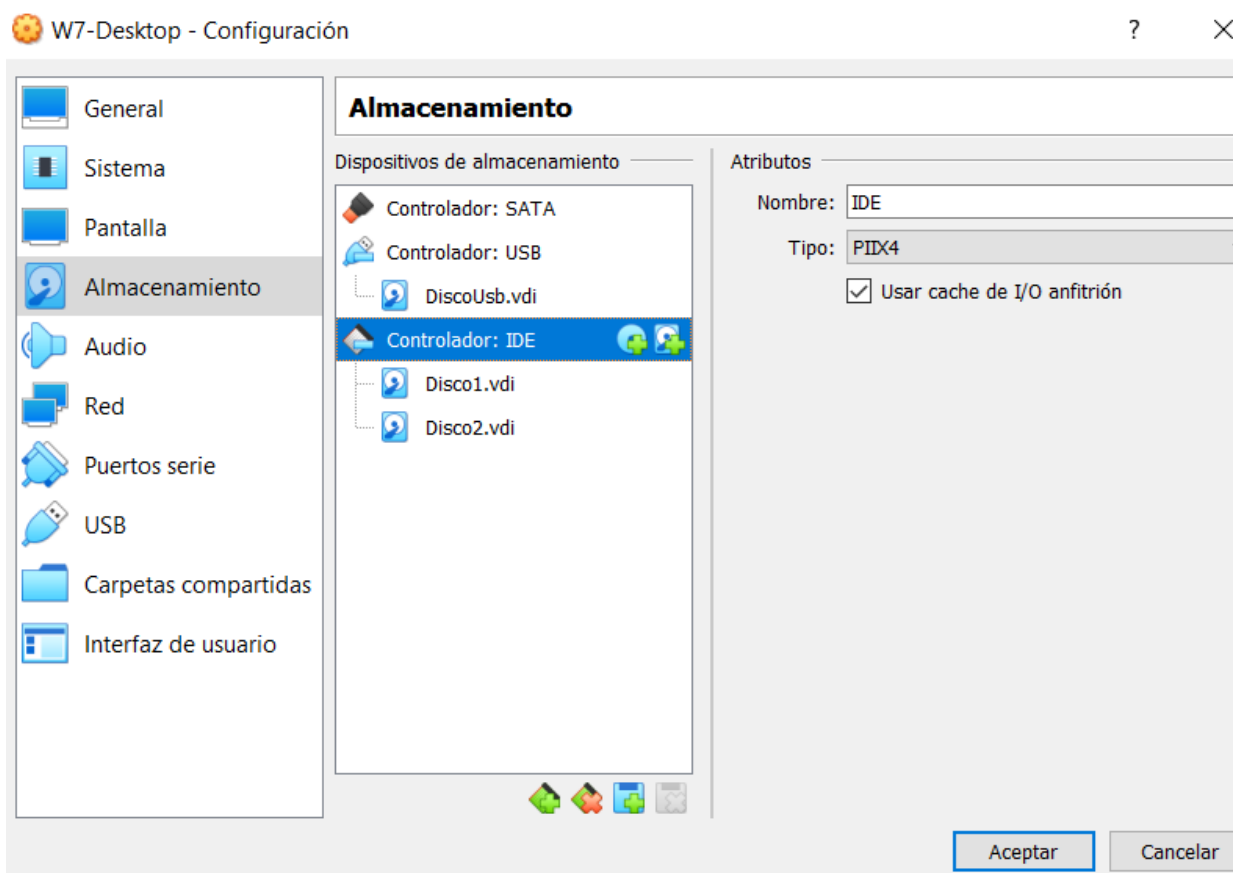 W7-Desktop - Configuración
?
General
Sistema
Pantalla
Almacenamiento
Audio
Red
Puertos serie
USB
Carpetas compartidas
Interfaz de usuario
Almacenamiento
Dispositivos de almacenamiento
Controlador: SATA
Controlador: USB
DiscoUsb.vdi
Controlador: IDE
Disco1.vdi
Disco2.vdi
Atributos
Nombre: IDE
Tipo: PIIX4
Usar cache de I/O anfitrión
Aceptar
Cancelar